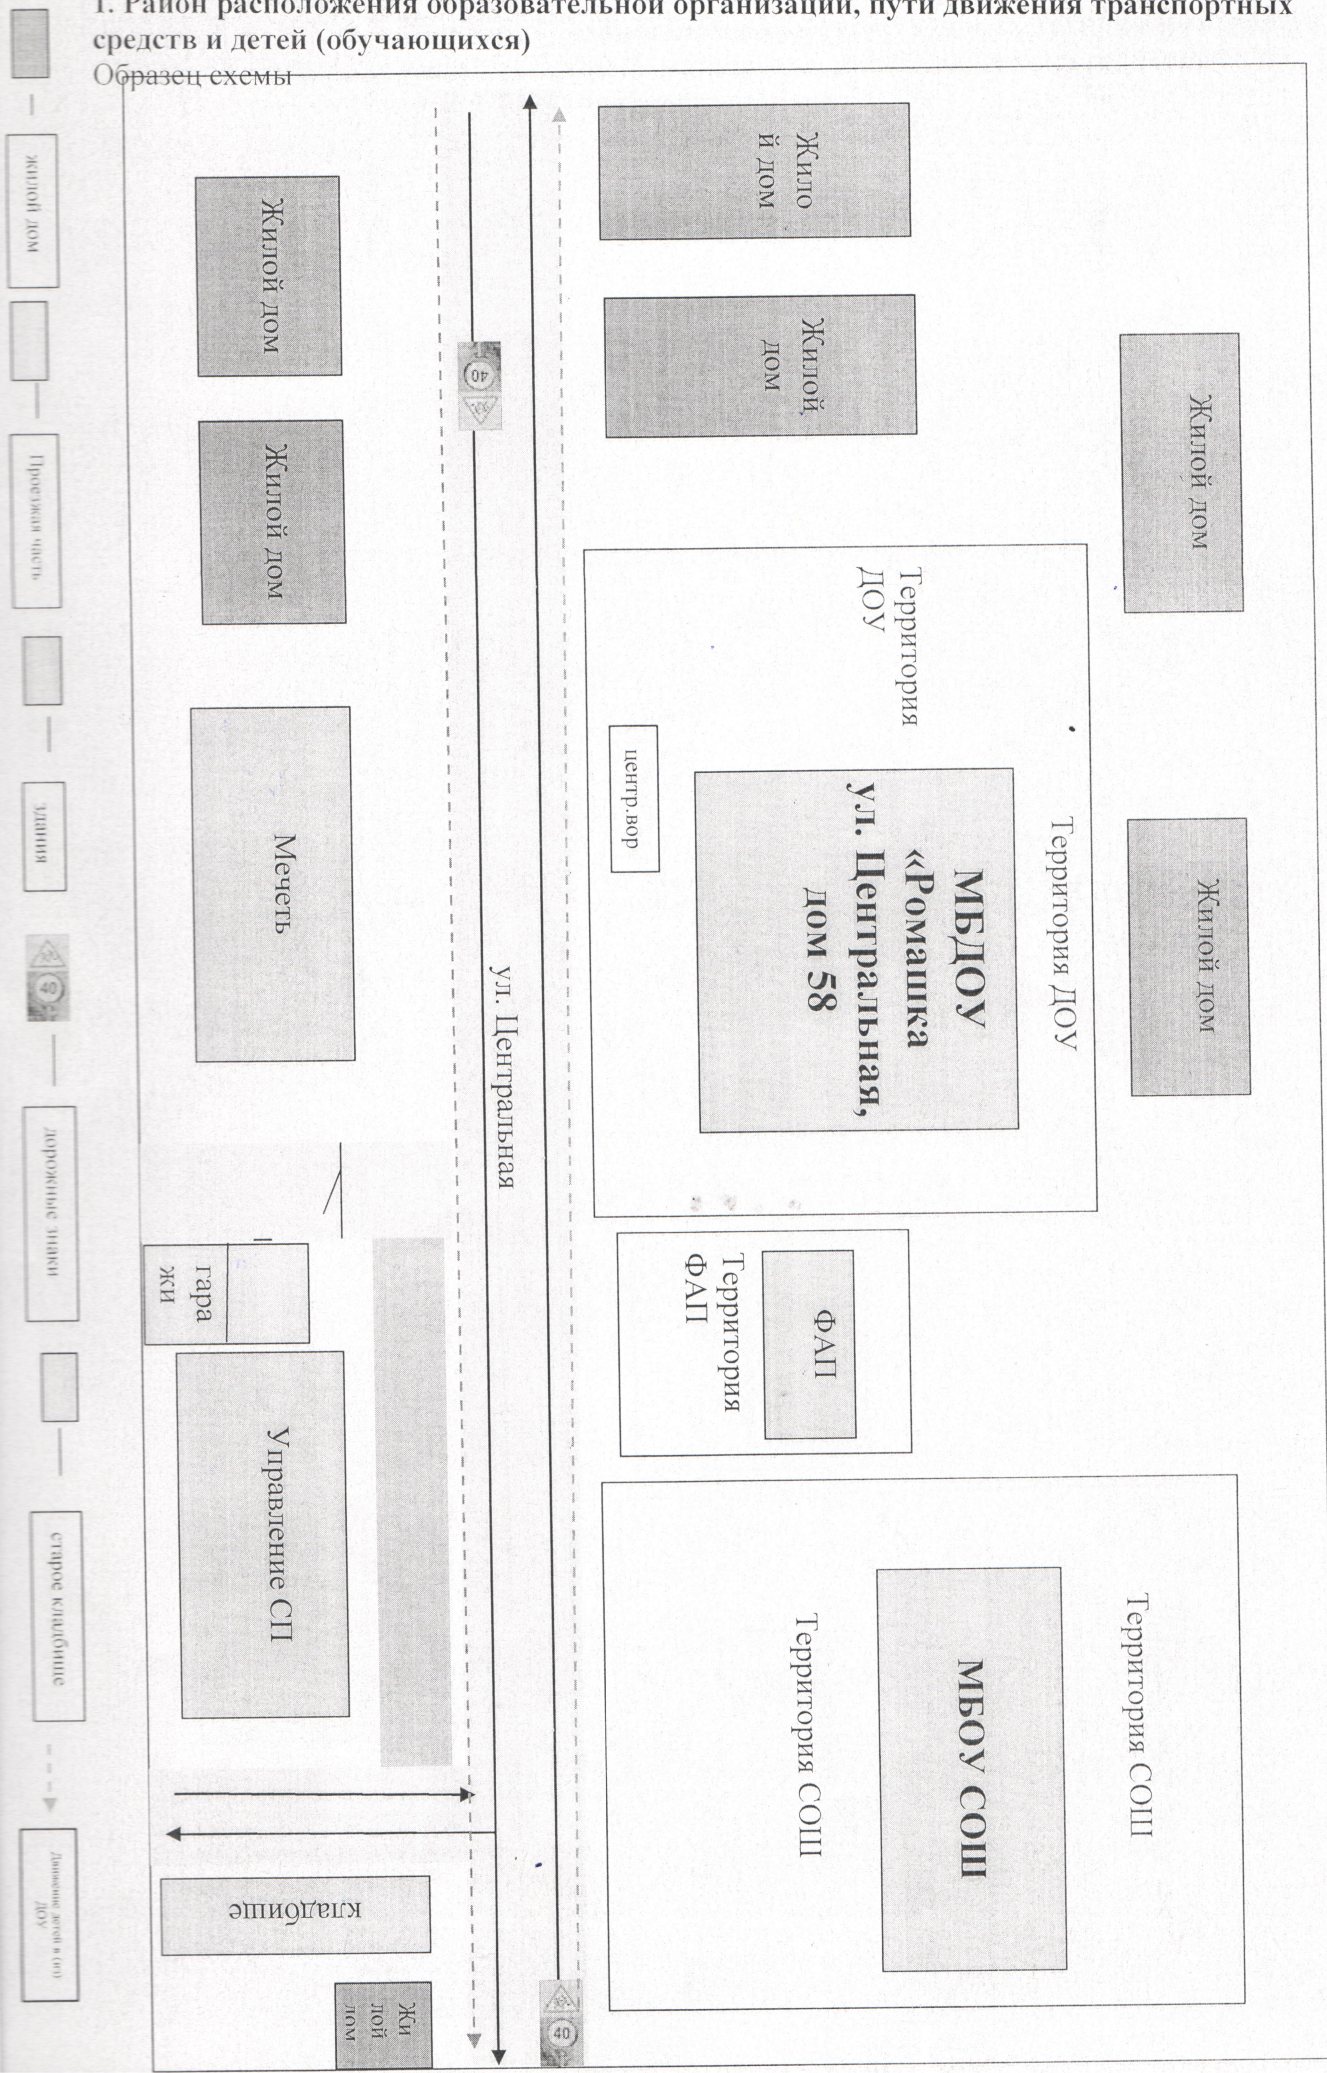 1. Район расположения образовательной организации, пути движения транспортных
средств и детей (обучающихся)
Образец схемы
Жило
й дом
Жилой
дом
Жилой дом
Жилой дом
Территория
ДОУ
Территория ДОУ
МБДОУ
«Ромашка
ул. Центральная,
дом 58
центр.вор
Территория
ФАП
ФАП
Территория СОШ
МБОУ СОШ
Территория СОШ
40
ул. Центральная
40
Жилой дом
Жилой дом
Мечеть
гара
жи
Управление СП
кладбище
Жи
лой
дом
жилой дом
Проезжая часть
здания
40
дорожные знаки
старое кладбище
Движение детей в (из)
ДОУ